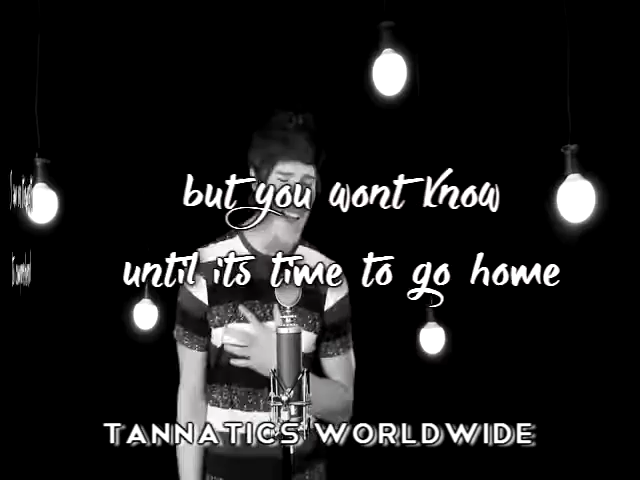 but you wont know
until its time to go home
TANNATICS WORLDWIDE